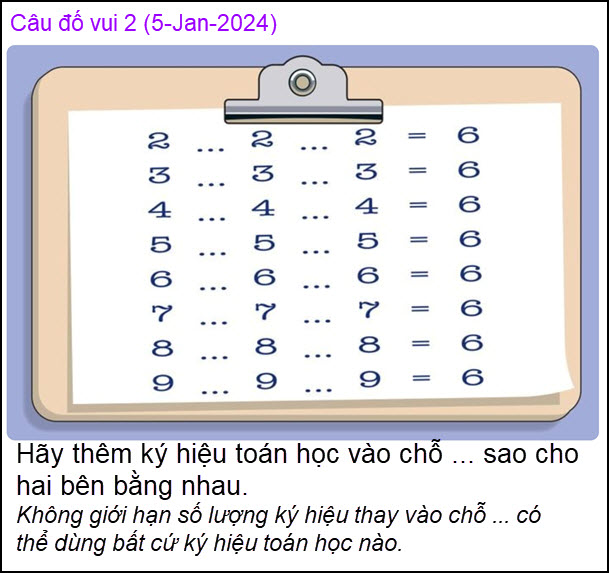 Câu đố vui 2 (5-Jan-2024)
2 ... 2 ... 2 = 6
3 ... 3 ... 3 = 6
4 ... 4 ... 4 = 6
5 ... 5 ... 5 = 6
6 ... 6 ... 6 = 6
7 ... 7 ... 7 = 6
8 ... 8 ... 8 = 6
9 ... 9 ... 9 = 6
Hãy thêm ký hiệu toán học vào chỗ ... sao cho
hai bên bằng nhau.
Không giới hạn số lượng ký hiệu thay vào chỗ ... có
thể dùng bất cứ ký hiệu toán học nào.